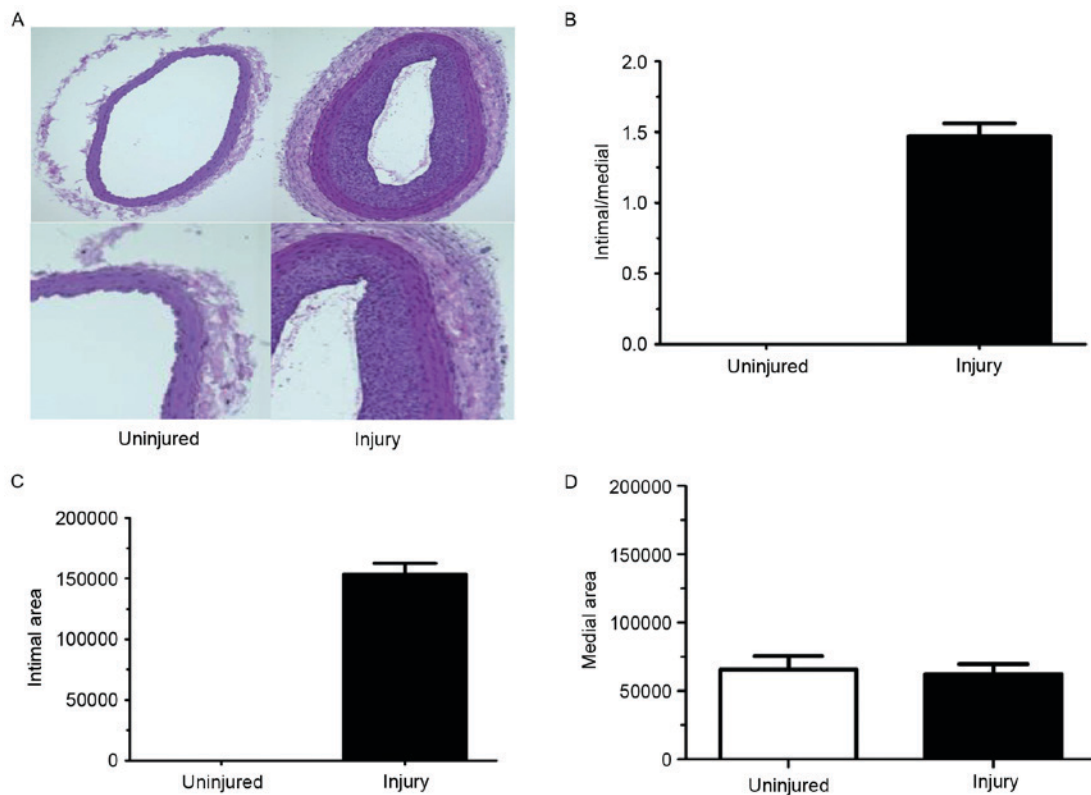 A
Uninjured Injury
B
Intimal/medial
2.0
1.5
1.0
0.5
0.0
Uninjured Injury
C
Intimal area
200000
150000
100000
50000
0
Uninjured Injury
D
Medial area
200000
150000
100000
50000
0
Uninjured Injury